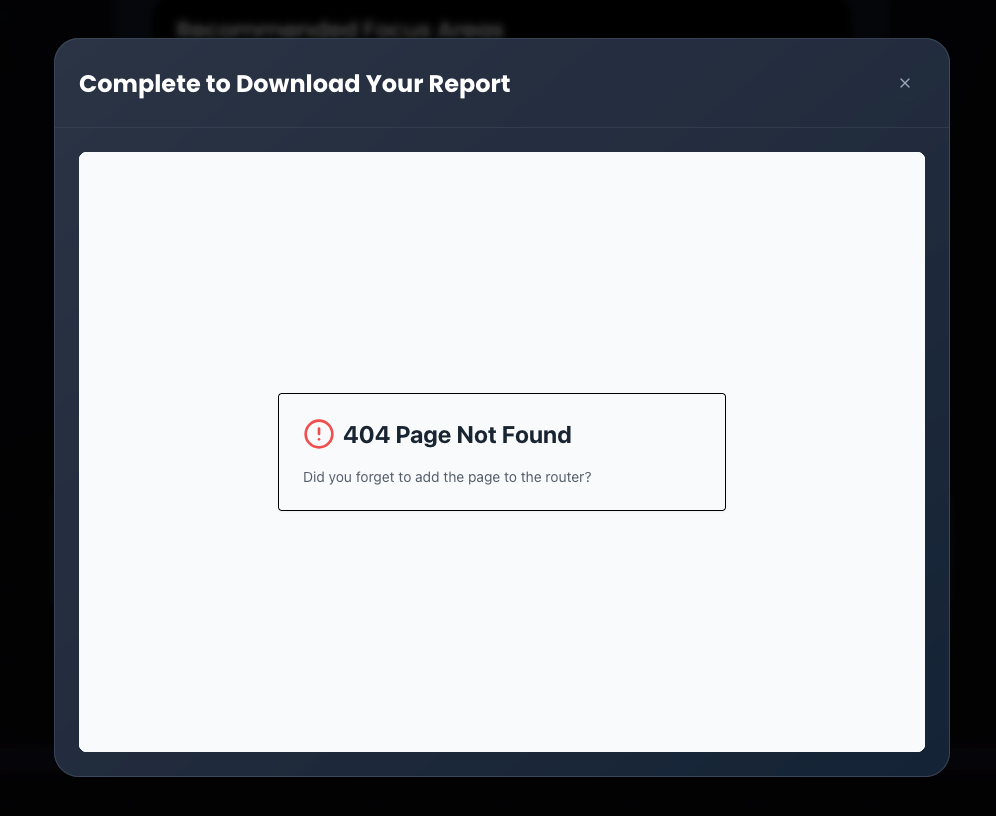 Recommended Focus Areas
Complete to Download Your Report
404 Page Not Found
Did you forget to add the page to the router?